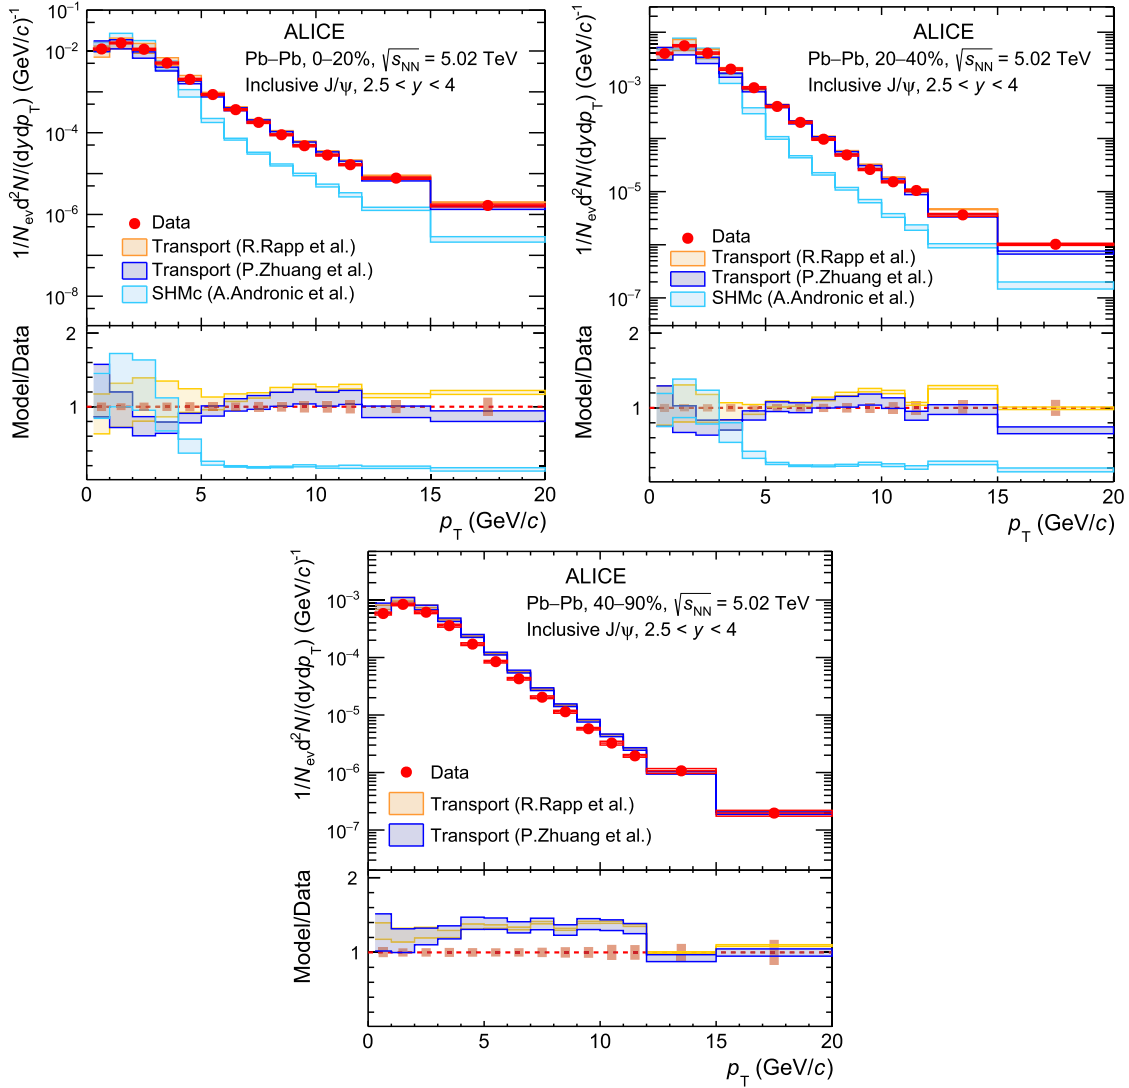 ALICE
Pb–Pb, 0–20%, √sNN = 5.02 TeV
Inclusive J/ψ, 2.5 < y < 4
1/Nev d²N/(dydpT) (GeV/c)⁻¹
10⁻¹
10⁻²
10⁻⁴
10⁻⁶
10⁻⁸
Data
Transport (R.Rapp et al.)
Transport (P.Zhuang et al.)
SHMc (A.Andronic et al.)
Model/Data
2
1
0 5 10 15 20
pT (GeV/c)
ALICE
Pb–Pb, 20–40%, √sNN = 5.02 TeV
Inclusive J/ψ, 2.5 < y < 4
1/Nev d²N/(dydpT) (GeV/c)⁻¹
10⁻³
10⁻⁵
10⁻⁷
Data
Transport (R.Rapp et al.)
Transport (P.Zhuang et al.)
SHMc (A.Andronic et al.)
Model/Data
2
1
0 5 10 15 20
pT (GeV/c)
ALICE
Pb–Pb, 40–90%, √sNN = 5.02 TeV
Inclusive J/ψ, 2.5 < y < 4
1/Nev d²N/(dydpT) (GeV/c)⁻¹
10⁻³
10⁻⁴
10⁻⁵
10⁻⁶
10⁻⁷
Data
Transport (R.Rapp et al.)
Transport (P.Zhuang et al.)
Model/Data
2
1
0 5 10 15 20
pT (GeV/c)